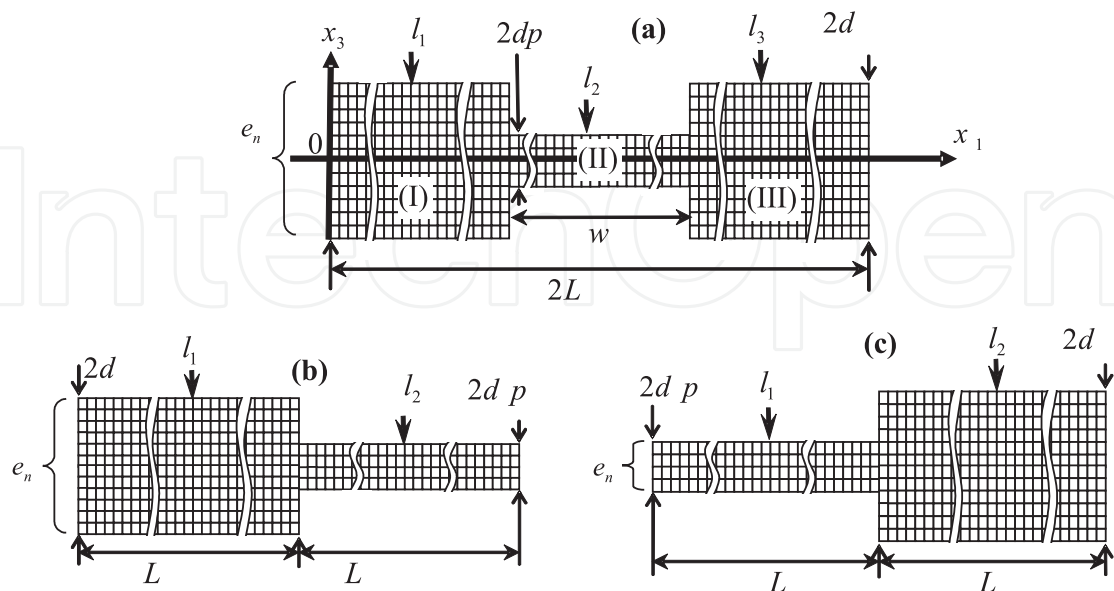 x₃ l₁ 2dp (a) l₃ 2d
eₙ 0 l₂ x₁
(I) (II) (III)
w
2L
2d l₁ (b) l₂ 2d p
eₙ
L L
(c) l₂ 2d
2d p l₁
eₙ
L L
IntechOpen